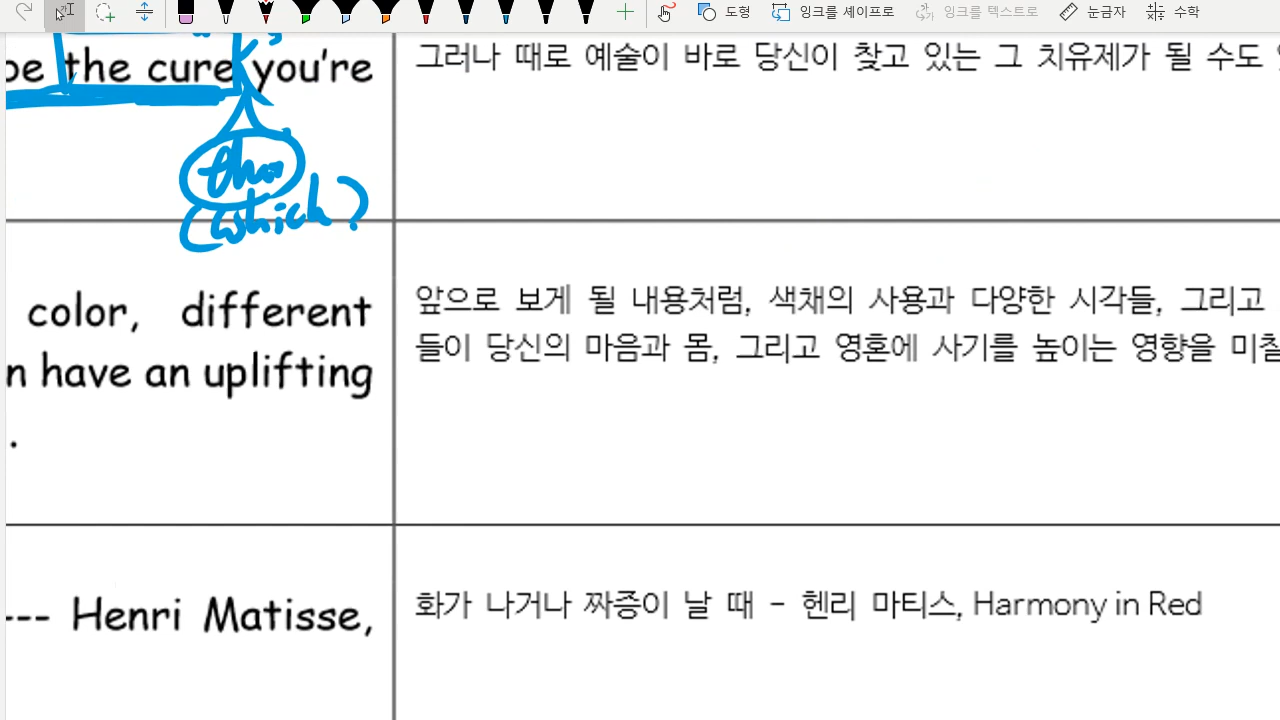 도형 잉크를 셰이프로 잉크를 텍스트로 눈금자 수학
be the cure you're
that
(which?
color, different
n have an uplifting
.
--- Henri Matisse,
그러나 때로 예술이 바로 당신이 찾고 있는 그 치유제가 될 수도
앞으로 보게 될 내용처럼, 색채의 사용과 다양한 시각들, 그리고
들이 당신의 마음과 몸, 그리고 영혼에 사기를 높이는 영향을 미칠
화가 나거나 짜증이 날 때 - 헨리 마티스, Harmony in Red